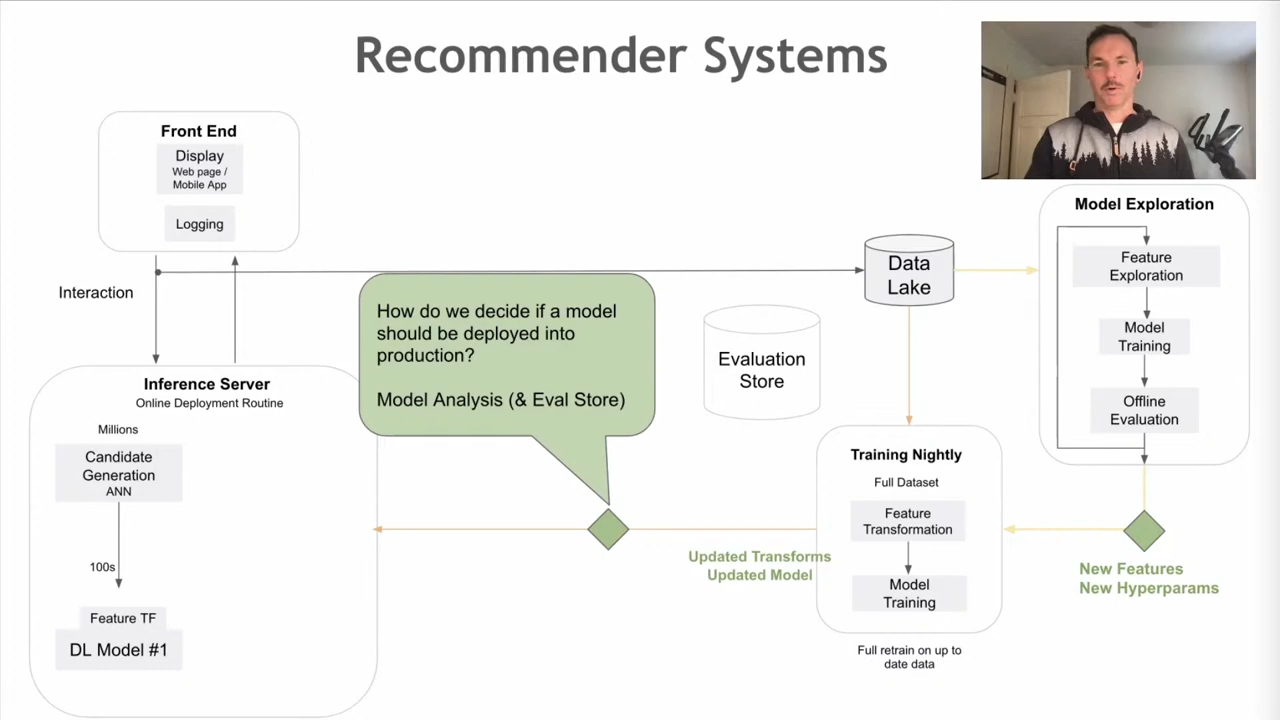 Recommender Systems
Front End
Display
Web page /
Mobile App
Logging
Interaction
Inference Server
Online Deployment Routine
Millions
Candidate
Generation
ANN
100s
Feature TF
DL Model #1
How do we decide if a model
should be deployed into
production?
Model Analysis (& Eval Store)
Evaluation
Store
Data
Lake
Updated Transforms
Updated Model
Training Nightly
Full Dataset
Feature
Transformation
Model
Training
Full retrain on up to
date data
Model Exploration
Feature
Exploration
Model
Training
Offline
Evaluation
New Features
New Hyperparams